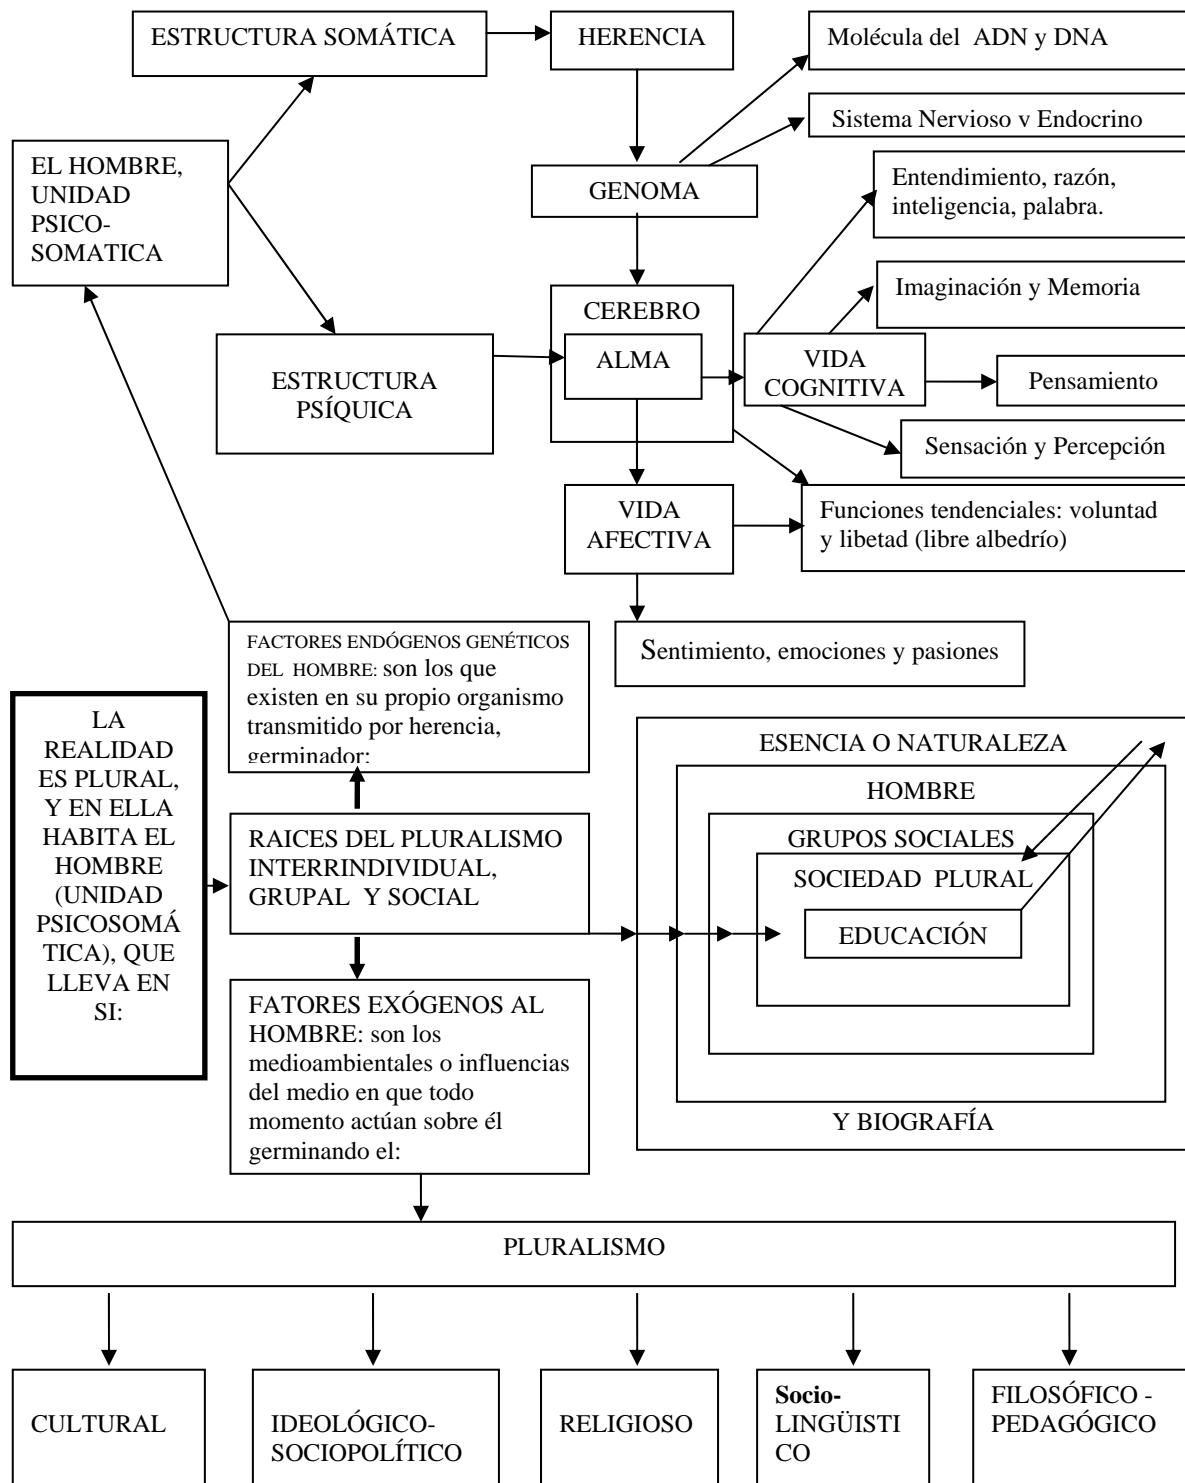 ESTRUCTURA SOMÁTICA
HERENCIA
Molécula del ADN y DNA
Sistema Nervioso v Endocrino
EL HOMBRE,
UNIDAD
PSICO-
SOMATICA
GENOMA
Entendimiento, razón,
inteligencia, palabra.
Imaginación y Memoria
CEREBRO
ALMA
VIDA
COGNITIVA
Pensamiento
ESTRUCTURA
PSÍQUICA
Sensación y Percepción
VIDA
AFECTIVA
Funciones tendenciales: voluntad
y libetad (libre albedrío)
Sentimiento, emociones y pasiones
FACTORES ENDÓGENOS GENÉTICOS
DEL HOMBRE: son los que
existen en su propio organismo
transmitido por herencia,
germinador:
LA
REALIDAD
ES PLURAL,
Y EN ELLA
HABITA EL
HOMBRE
(UNIDAD
PSICOSOMÁ
TICA), QUE
LLEVA EN
SI:
RAICES DEL PLURALISMO
INTERRINDIVIDUAL,
GRUPAL Y SOCIAL
ESENCIA O NATURALEZA
HOMBRE
GRUPOS SOCIALES
SOCIEDAD PLURAL
EDUCACIÓN
Y BIOGRAFÍA
FATORES EXÓGENOS AL
HOMBRE: son los
medioambientales o influencias
del medio en que todo
momento actúan sobre él
germinando el:
PLURALISMO
CULTURAL
IDEOLÓGICO-
SOCIOPOLÍTICO
RELIGIOSO
Socio-
LINGÜISTI
CO
FILOSÓFICO -
PEDAGÓGICO